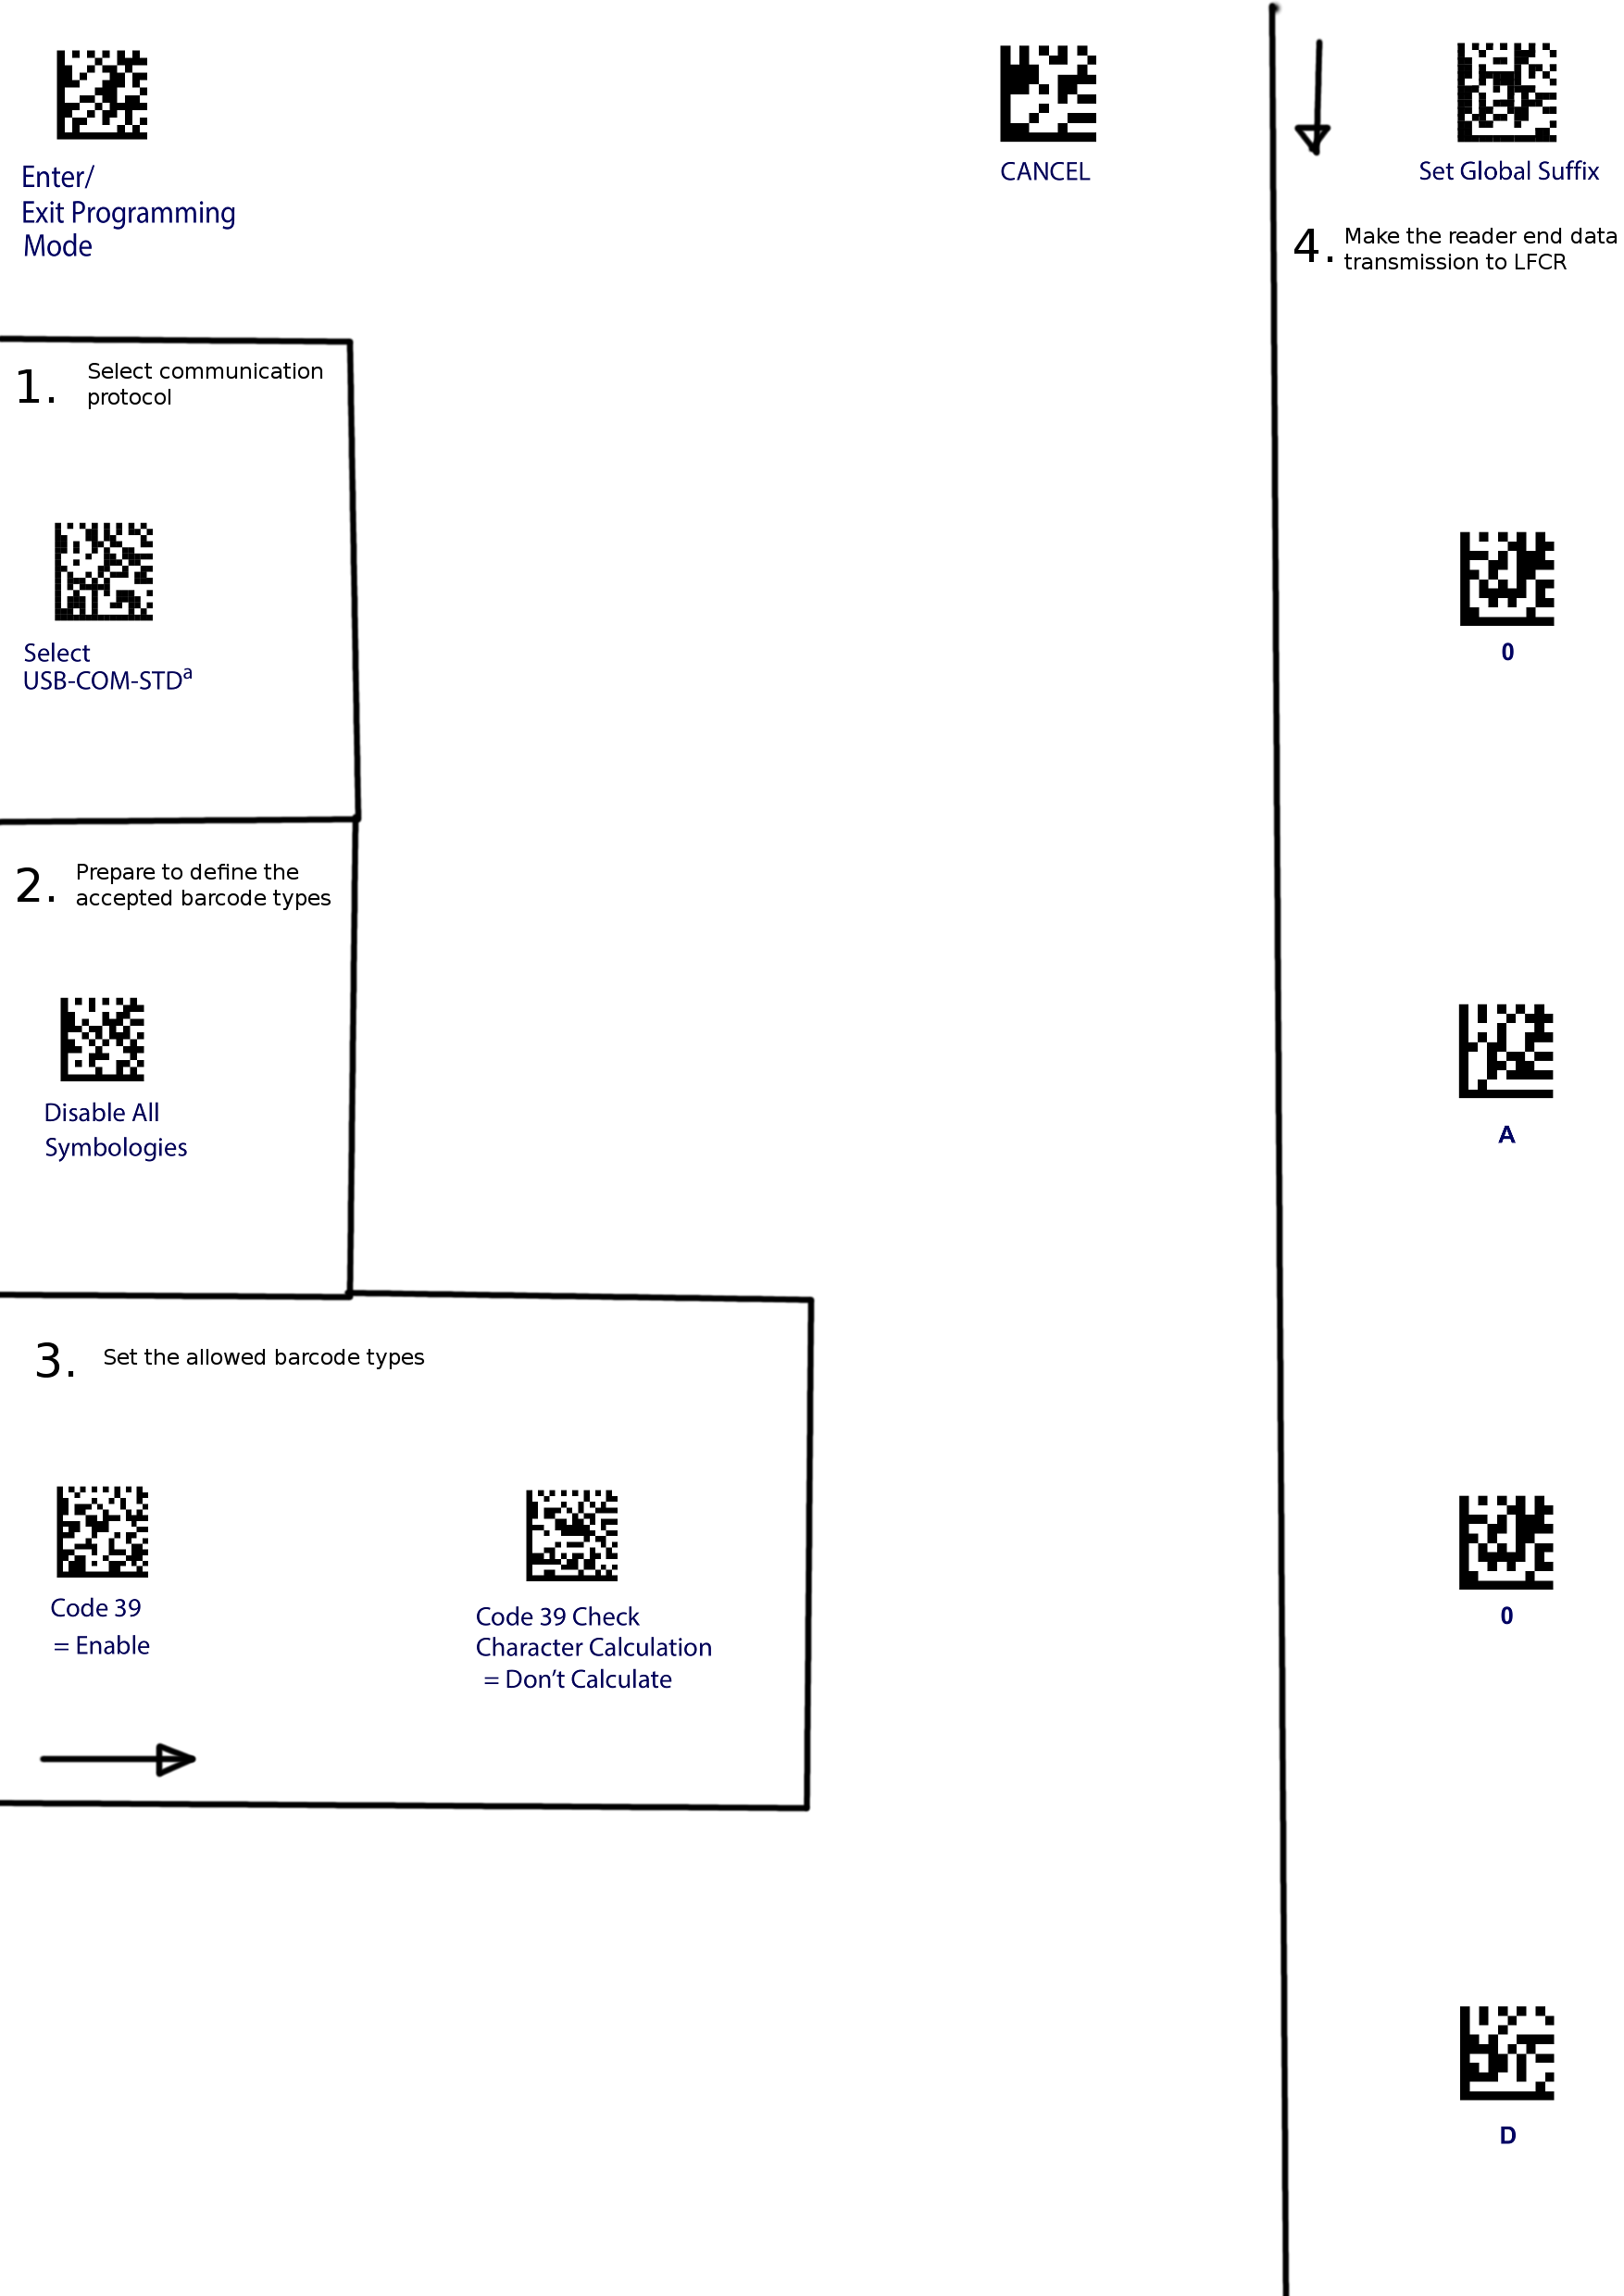 Enter/
Exit Programming
Mode
CANCEL
1. Select communication
protocol
Select
USB-COM-STDᵃ
2. Prepare to define the
accepted barcode types
Disable All
Symbologies
3. Set the allowed barcode types
Code 39
= Enable
Code 39 Check
Character Calculation
= Don’t Calculate
Set Global Suffix
4. Make the reader end data
transmission to LFCR
0
A
0
D